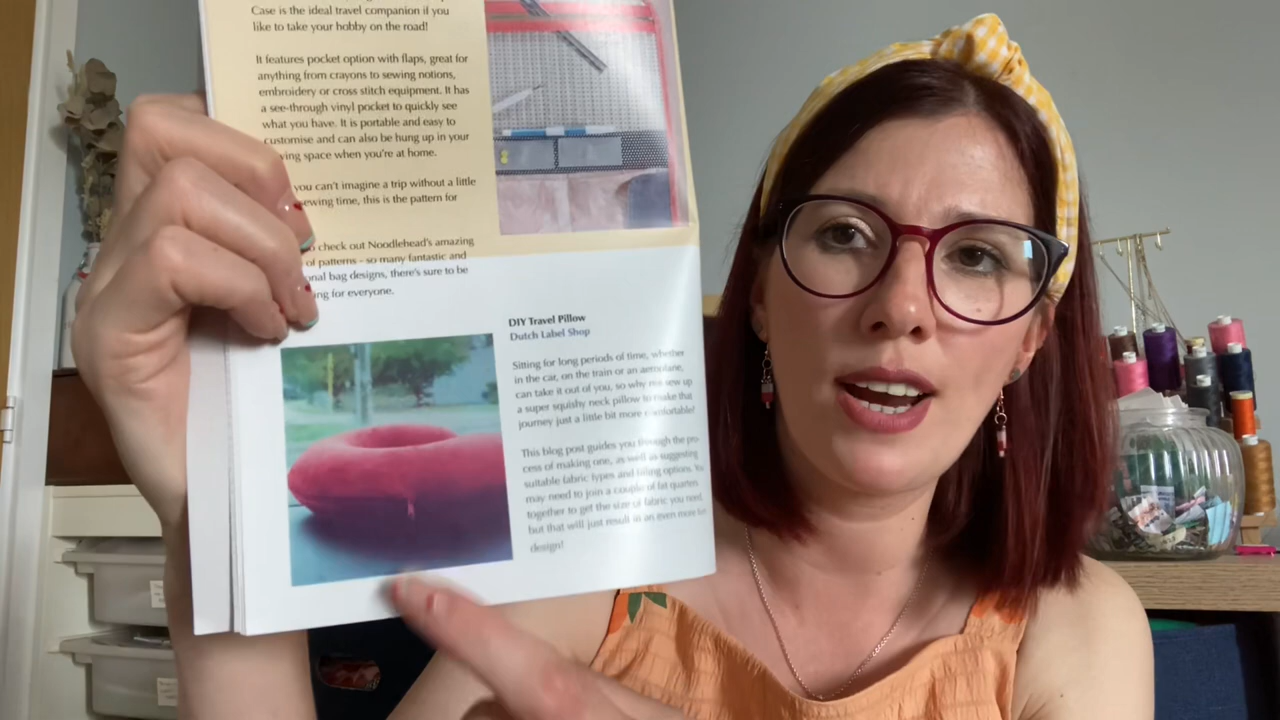 Case is the ideal travel companion if you
like to take your hobby on the road!
It features pocket option with flaps, great for
anything from crayons to sewing notions,
embroidery or cross stitch equipment. It has
a see-through vinyl pocket to quickly see
what you have. It is portable and easy to
customise and can also be hung up in your
space when you're at home.
you can't imagine a trip without a little
sewing time, this is the pattern for
check out Noodlehead's amazing
of patterns - so many fantastic and
bag designs, there's sure to be
for everyone.
DIY Travel Pillow
Dutch Label Shop
Sitting for long periods of time, whether
in the car, on the train or an aeroplane,
can take it out of you, so why not sew up
a super squishy neck pillow to make that
journey just a little bit more comfortable!
This blog post guides you through the pro-
cess of making one, as well as suggesting
suitable fabric types and filling options. You
may need to join a couple of fat quarters
together to get the size of fabric you need,
but that will just result in an even more fun
design!